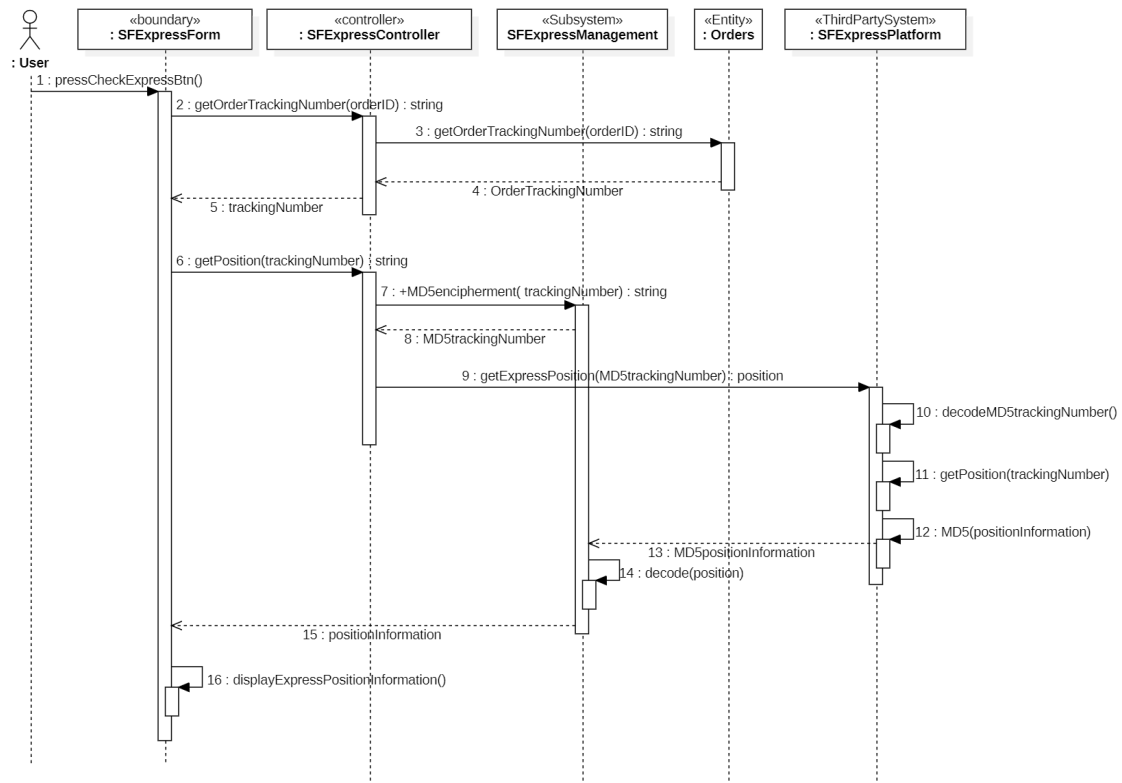 «boundary»
: SFExpressForm
«controller»
: SFExpressController
«Subsystem»
SFExpressManagement
«Entity»
: Orders
«ThirdPartySystem»
: SFExpressPlatform
: User
1 : pressCheckExpressBtn()
2 : getOrderTrackingNumber(orderID) : string
3 : getOrderTrackingNumber(orderID) : string
4 : OrderTrackingNumber
5 : trackingNumber
6 : getPosition(trackingNumber) : string
7 : +MD5encipherment( trackingNumber) : string
8 : MD5trackingNumber
9 : getExpressPosition(MD5trackingNumber) : position
10 : decodeMD5trackingNumber()
11 : getPosition(trackingNumber)
12 : MD5(positionInformation)
13 : MD5positionInformation
14 : decode(position)
15 : positionInformation
16 : displayExpressPositionInformation()